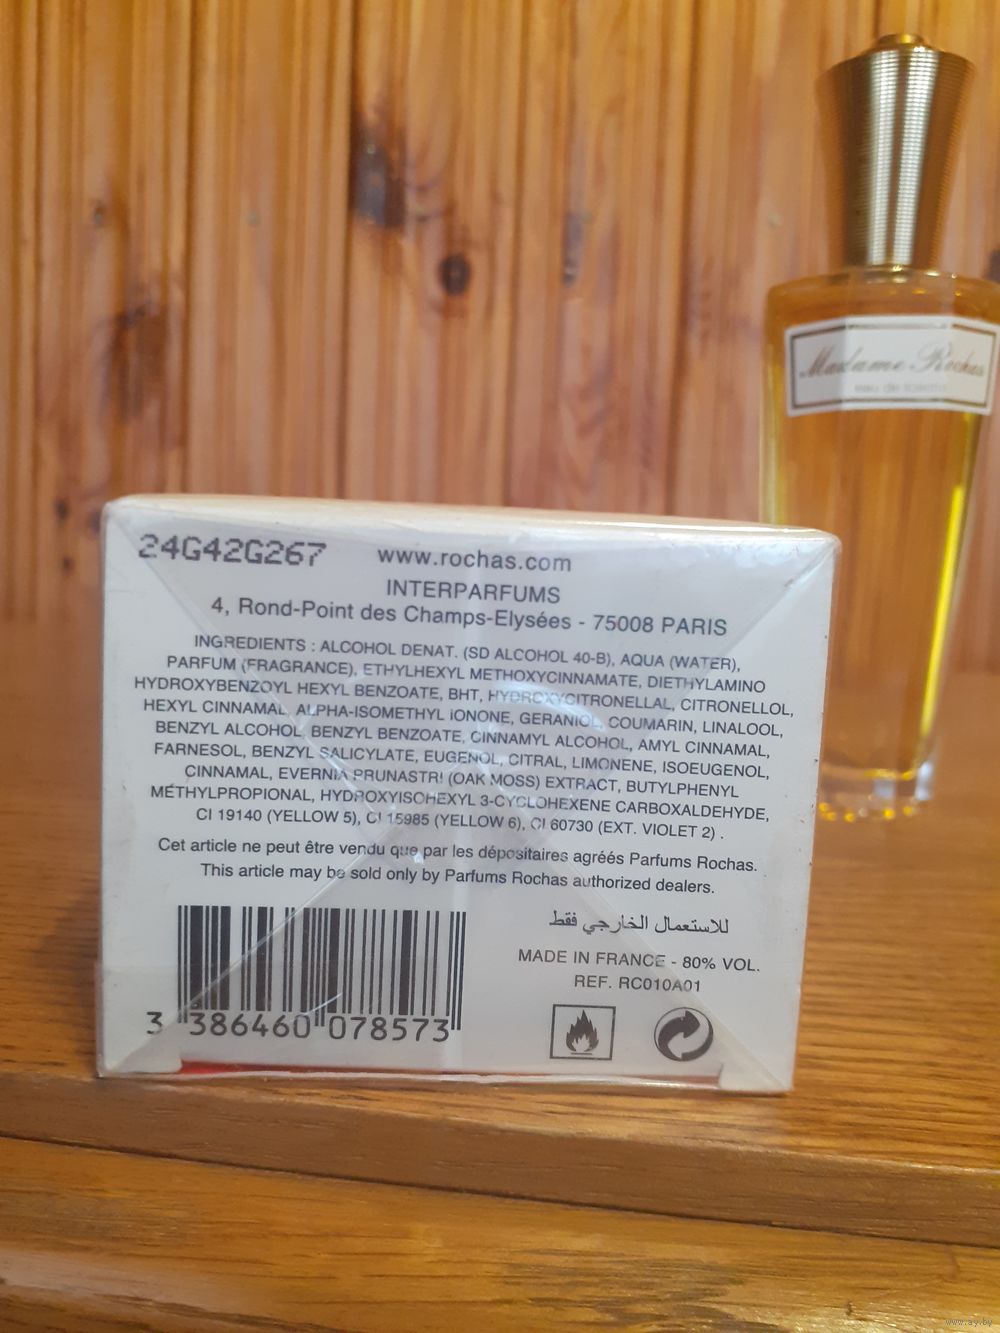 Madame Rochas
eau de toilette
24G42G267
www.rochas.com
INTERPARFUMS
4, Rond-Point des Champs-Elysées - 75008 PARIS
INGREDIENTS : ALCOHOL DENAT. (SD ALCOHOL 40-B), AQUA (WATER),
PARFUM (FRAGRANCE), ETHYLHEXYL METHOXYCINNAMATE, DIETHYLAMINO
HYDROXYBENZOYL HEXYL BENZOATE, BHT, HYDROXYCITRONELLAL, CITRONELLOL,
HEXYL CINNAMAL, ALPHA-ISOMETHYL IONONE, GERANIOL, COUMARIN, LINALOOL,
BENZYL ALCOHOL, BENZYL BENZOATE, CINNAMYL ALCOHOL, AMYL CINNAMAL,
FARNESOL, BENZYL SALICYLATE, EUGENOL, CITRAL, LIMONENE, ISOEUGENOL,
CINNAMAL, EVERNIA PRUNASTRI (OAK MOSS) EXTRACT, BUTYLPHENYL
METHYLPROPIONAL, HYDROXYISOHEXYL 3-CYCLOHEXENE CARBOXALDEHYDE,
CI 19140 (YELLOW 5), CI 15985 (YELLOW 6), CI 60730 (EXT. VIOLET 2) .
Cet article ne peut être vendu que par les dépositaires agréés Parfums Rochas.
This article may be sold only by Parfums Rochas authorized dealers.
للاستعمال الخارجي فقط
MADE IN FRANCE - 80% VOL.
REF. RC010A01
3 386460 078573
www.ay.by